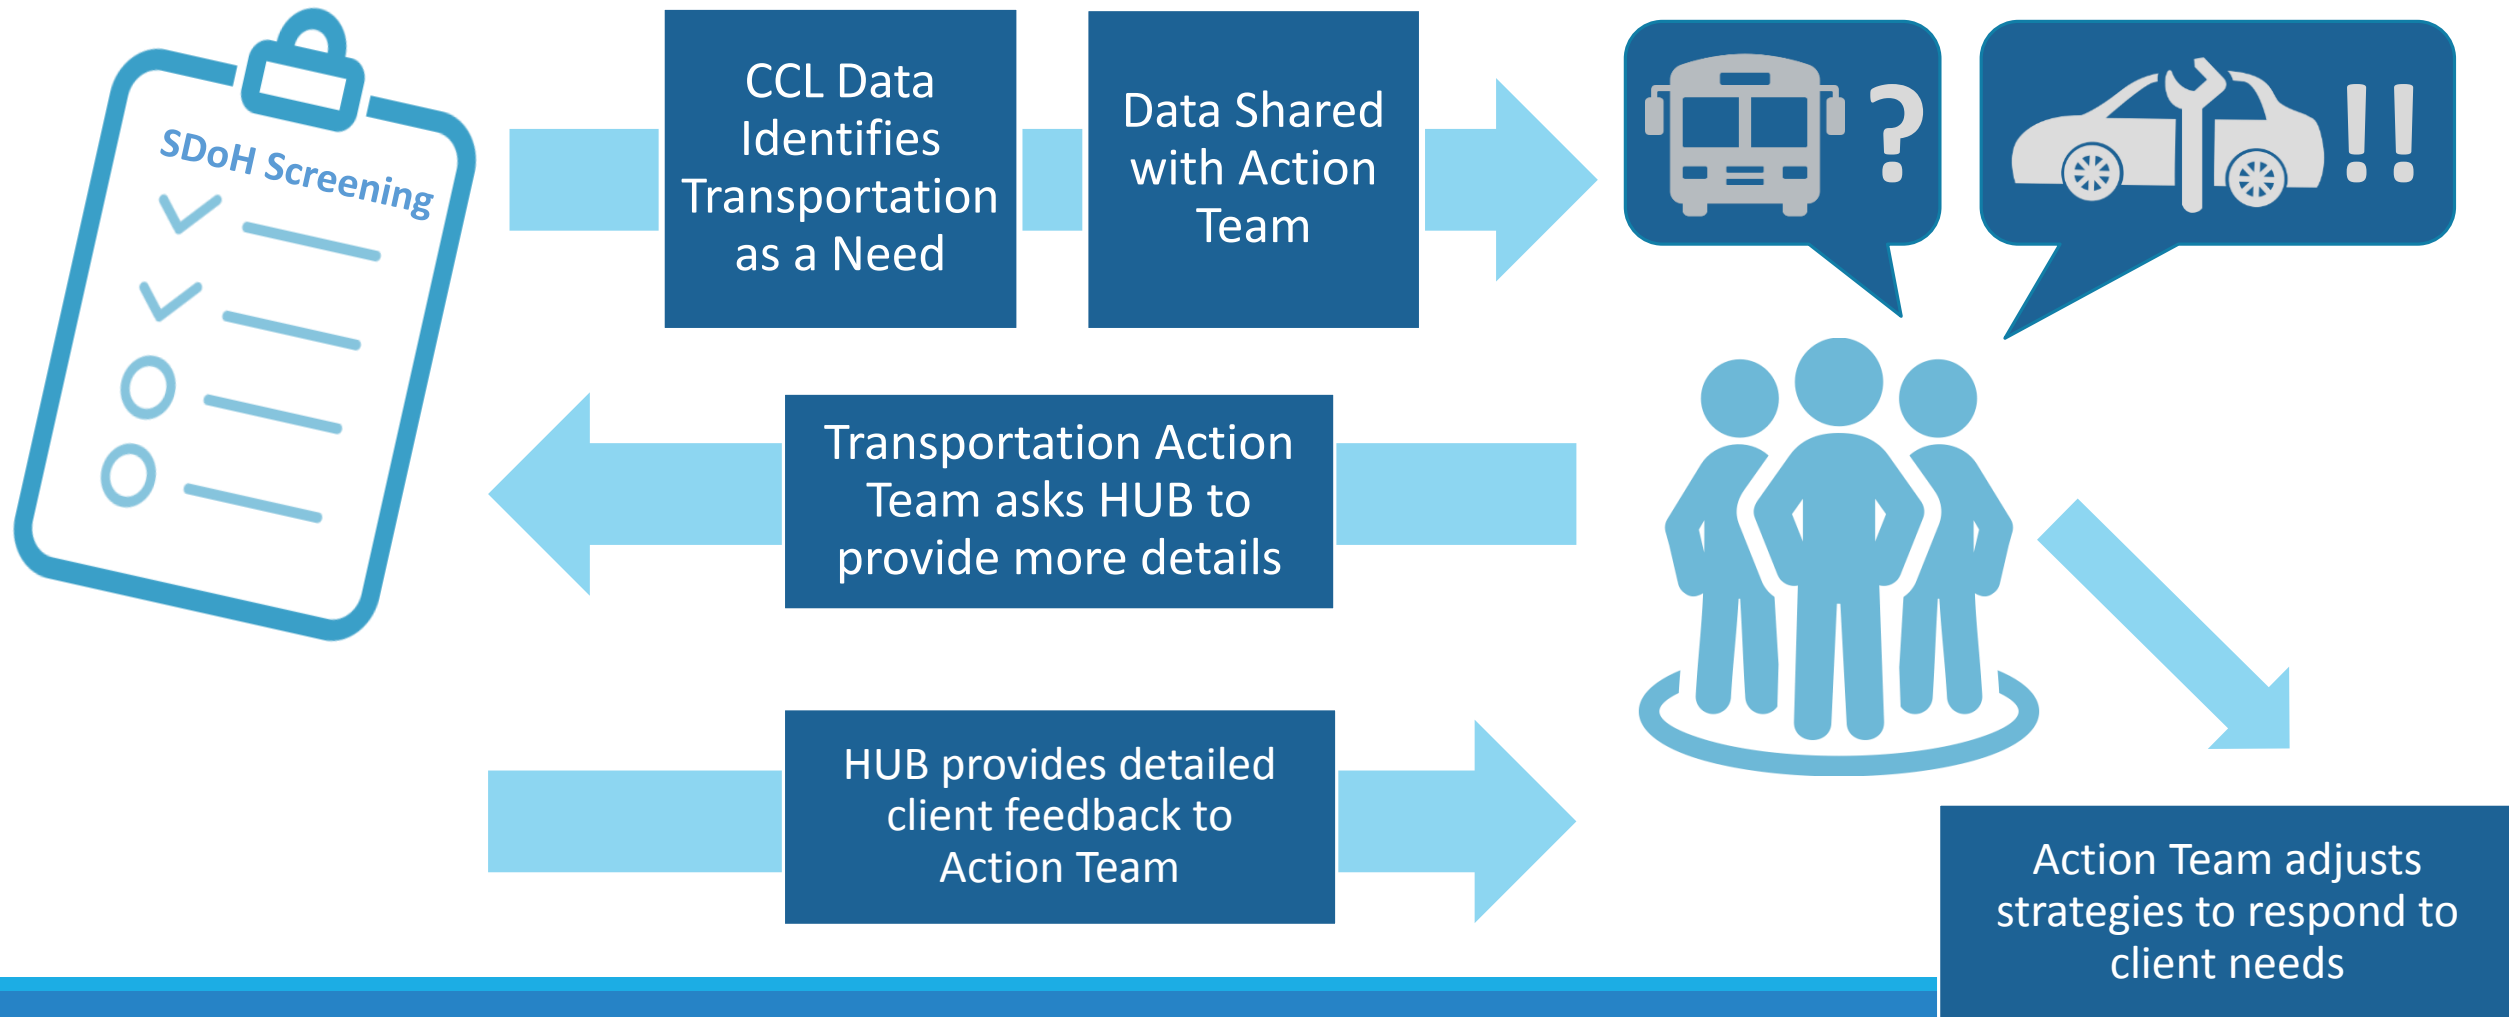 SDoH Screening
CCL Data
Identifies
Transportation
as a Need
Data Shared
with Action
Team
?
!!
Transportation Action
Team asks HUB to
provide more details
HUB provides detailed
client feedback to
Action Team
Action Team adjusts
strategies to respond to
client needs